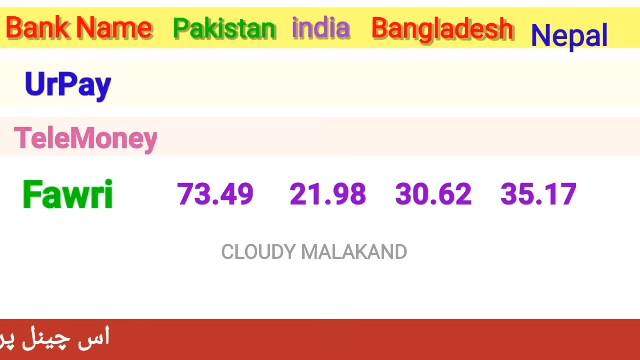 Bank Name Pakistan india Bangladesh Nepal
UrPay
TeleMoney
Fawri 73.49 21.98 30.62 35.17
CLOUDY MALAKAND
اس چینل پر